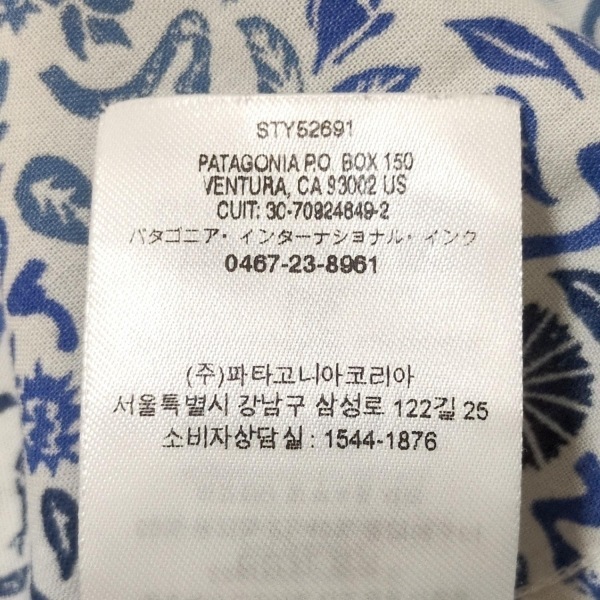 STY52691
PATAGONIA P.O. BOX 150
VENTURA, CA 93002 US
CUIT: 30-70924849-2
パタゴニア・インターナショナル・インク
0467-23-8961
(주)파타고니아코리아
서울특별시 강남구 삼성로 122길 25
소비자상담실 : 1544-1876